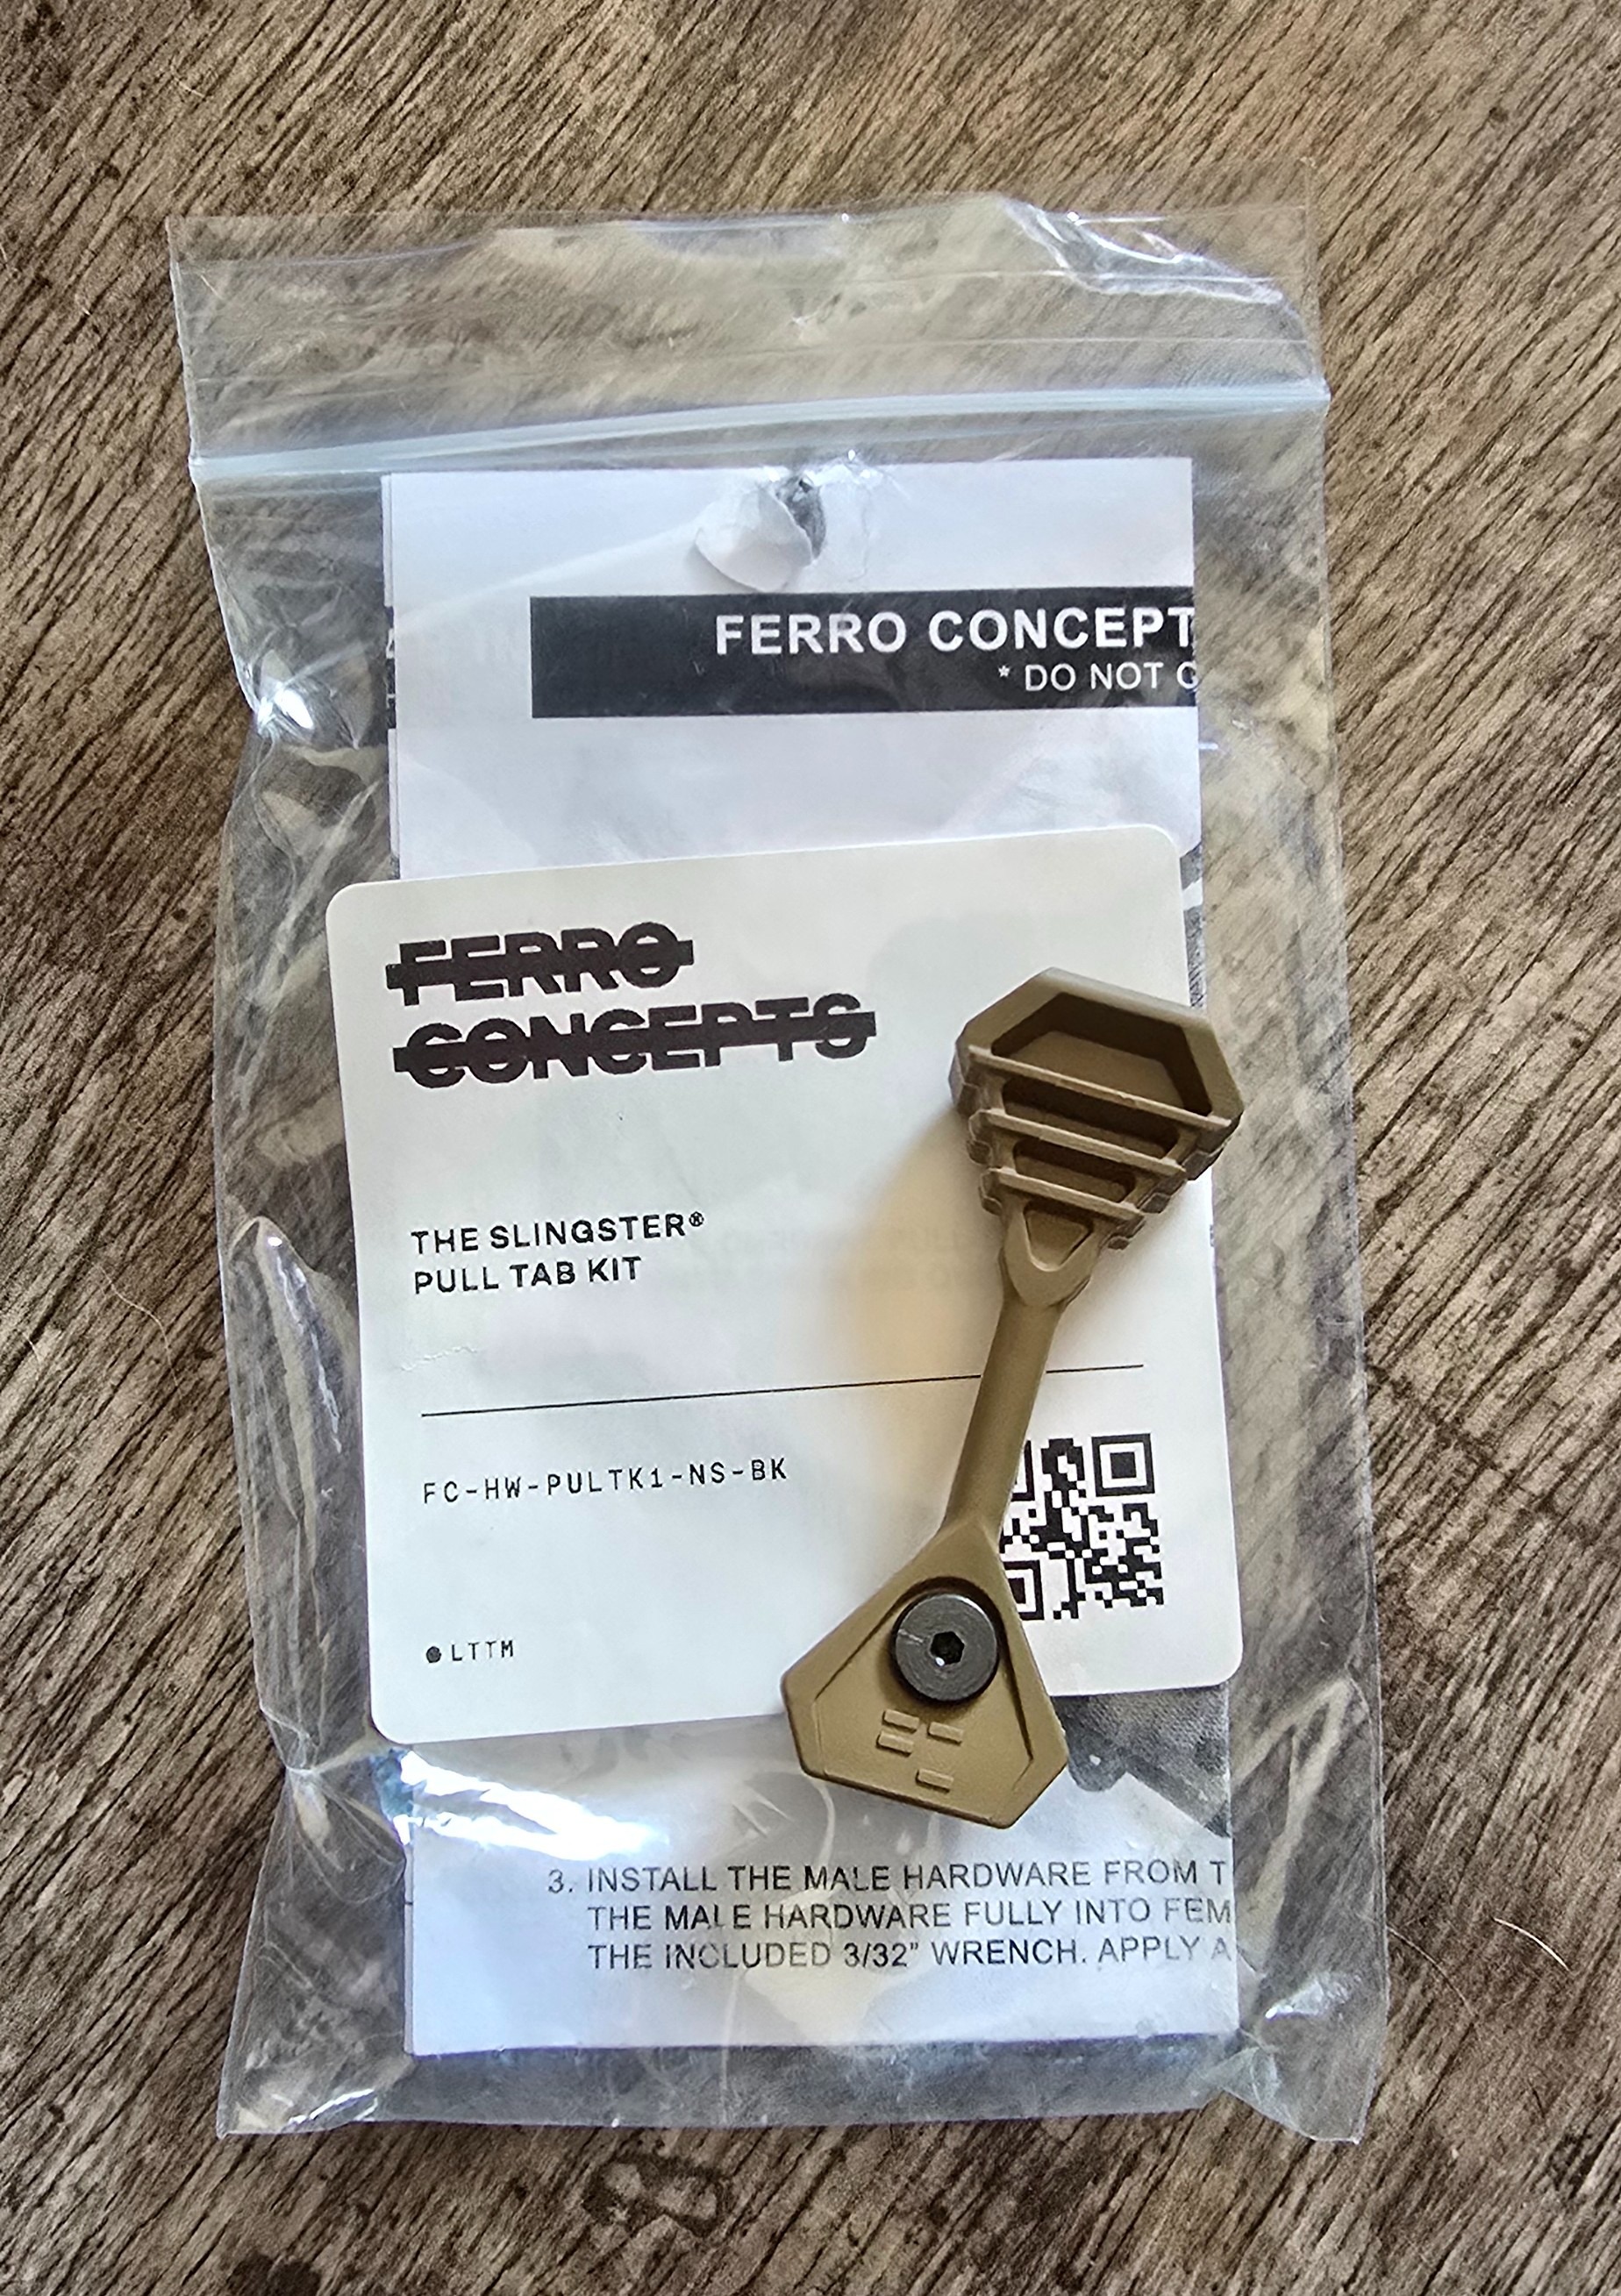 FERRO CONCEPT
* DO NOT
FERRO
CONCEPTS
THE SLINGSTER®
PULL TAB KIT
FC-HW-PULTK1-NS-BK
LTTM
3. INSTALL THE MALE HARDWARE FROM T
THE MALE HARDWARE FULLY INTO FEM
THE INCLUDED 3/32" WRENCH. APPLY A